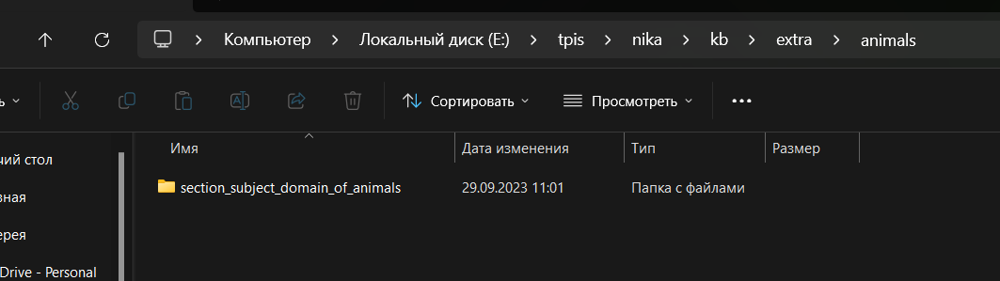 Компьютер > Локальный диск (E:) > tpis > nika > kb > extra > animals
ь Сортировать Просмотреть •••
Имя Дата изменения Тип Размер
чий стол
section_subject_domain_of_animals 29.09.2023 11:01 Папка с файлами
вная
ерея
Drive - Personal